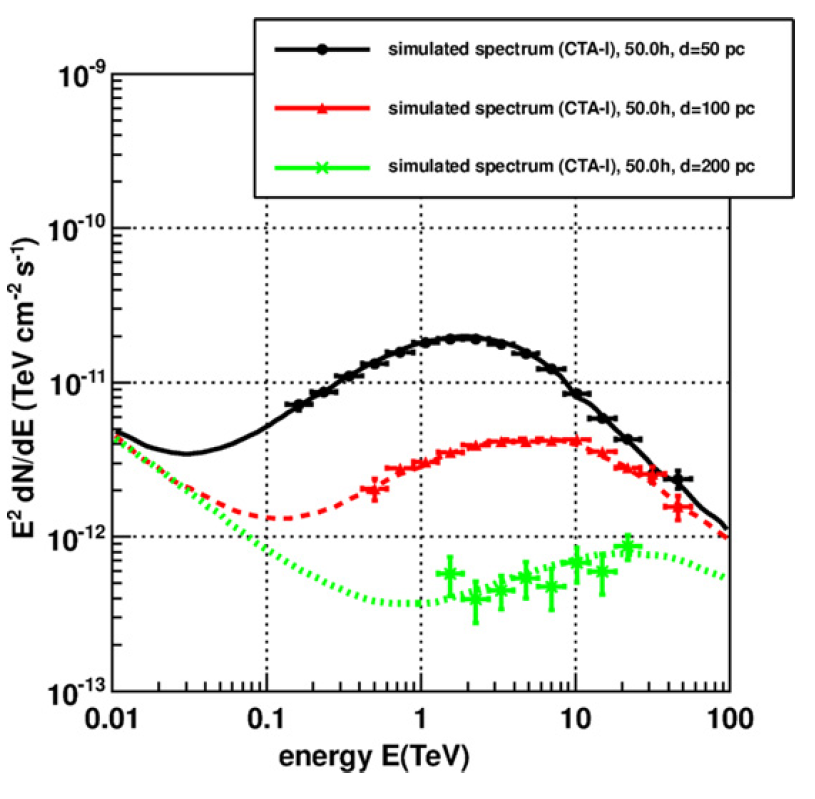 simulated spectrum (CTA-I), 50.0h, d=50 pc
simulated spectrum (CTA-I), 50.0h, d=100 pc
simulated spectrum (CTA-I), 50.0h, d=200 pc
10⁻⁹
10⁻¹⁰
10⁻¹¹
10⁻¹²
10⁻¹³
E² dN/dE (TeV cm⁻² s⁻¹)
0.01 0.1 1 10 100
energy E(TeV)